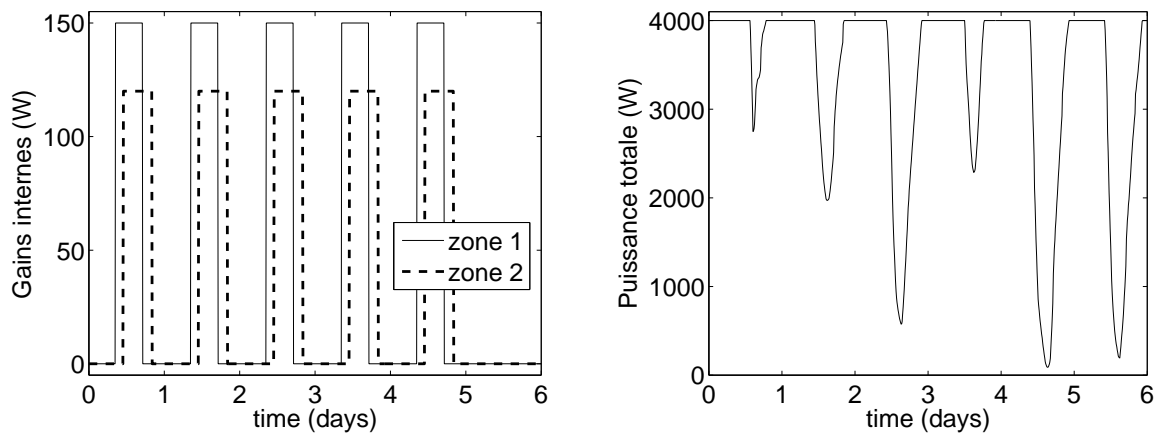 150
100
50
0
Gains internes (W)
0 1 2 3 4 5 6
time (days)
zone 1
zone 2
4000
3000
2000
1000
0
Puissance totale (W)
0 1 2 3 4 5 6
time (days)